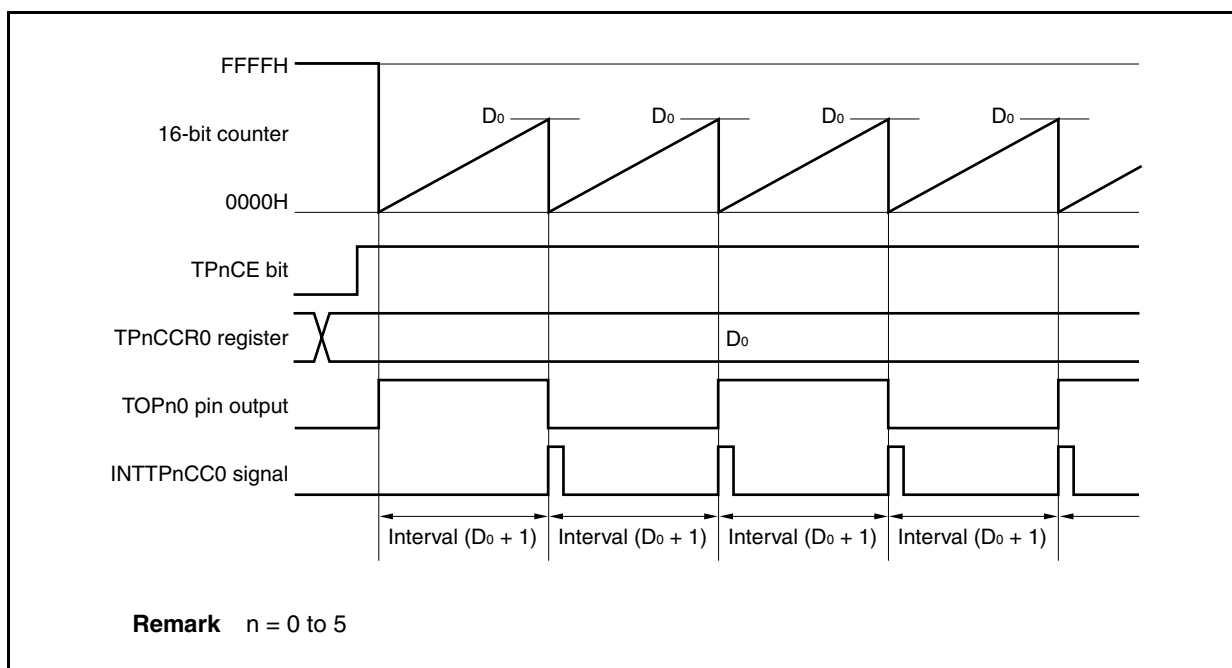 FFFFH
D₀ D₀ D₀ D₀
16-bit counter
0000H
TPnCE bit
TPnCCR0 register D₀
TOPn0 pin output
INTTPnCC0 signal
Interval (D₀ + 1) Interval (D₀ + 1) Interval (D₀ + 1) Interval (D₀ + 1)
Remark n = 0 to 5